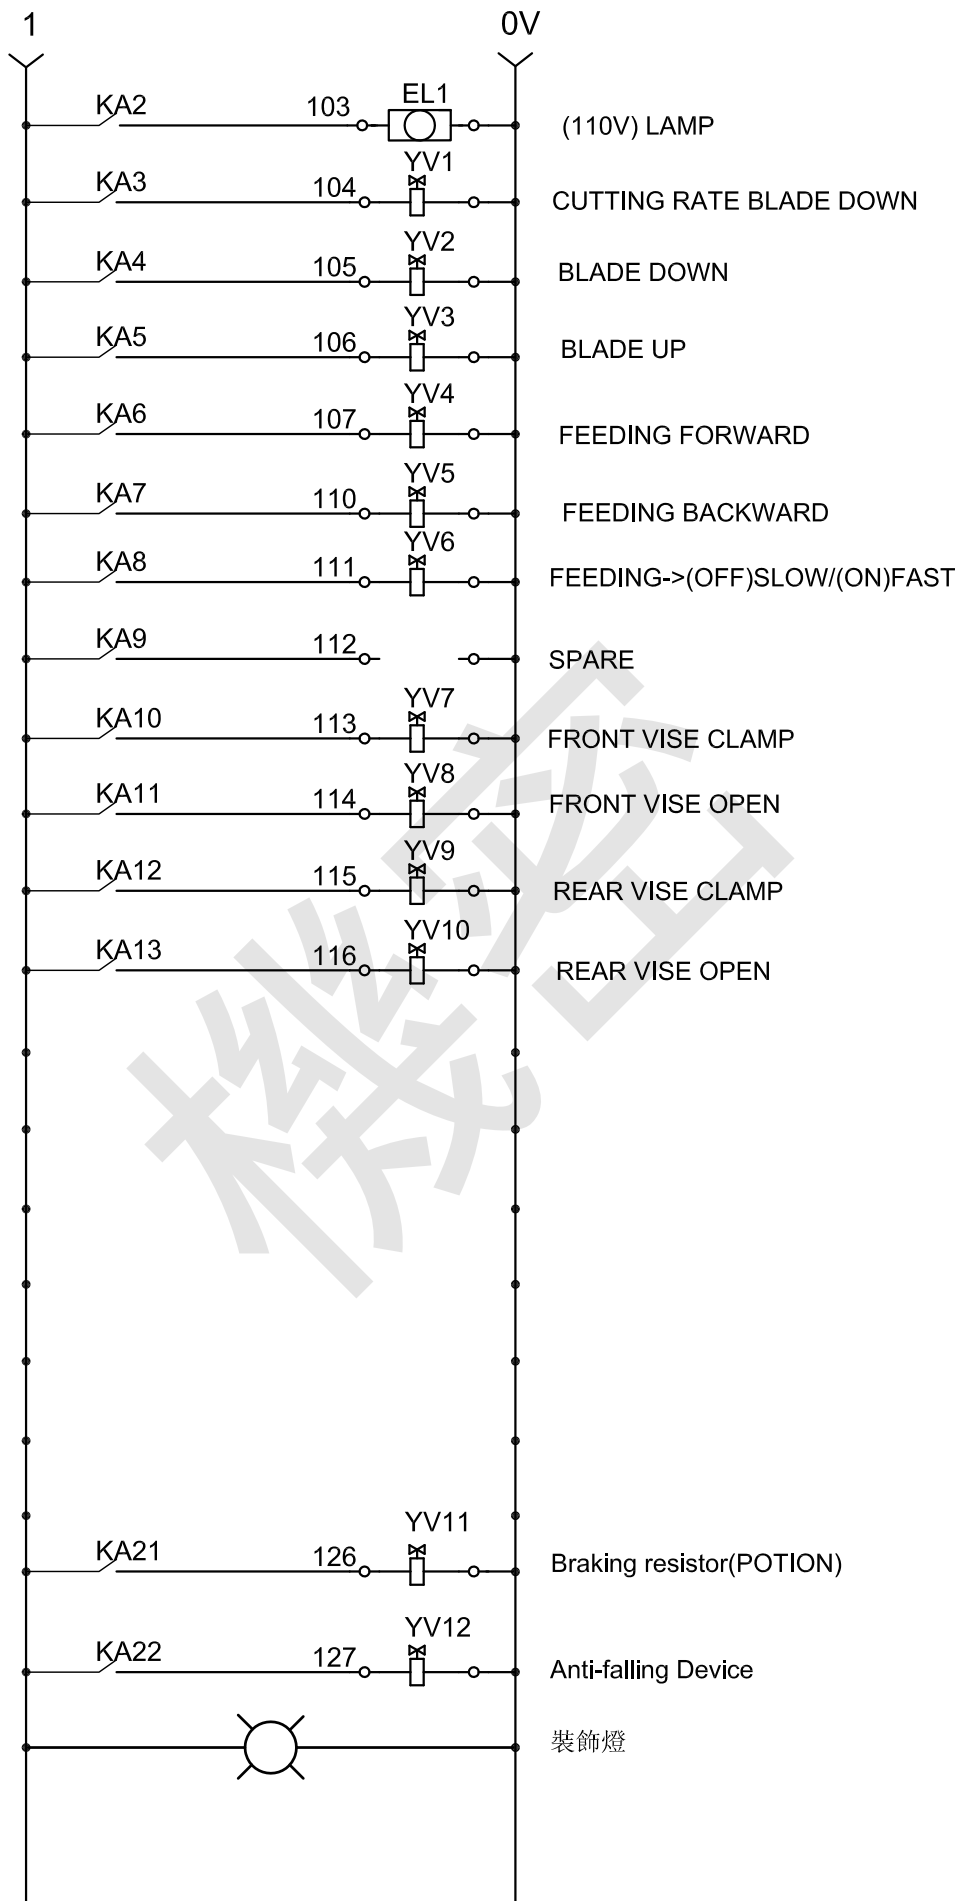 1 0V
KA2 103 EL1 (110V) LAMP
KA3 104 YV1 CUTTING RATE BLADE DOWN
KA4 105 YV2 BLADE DOWN
KA5 106 YV3 BLADE UP
KA6 107 YV4 FEEDING FORWARD
KA7 110 YV5 FEEDING BACKWARD
KA8 111 YV6 FEEDING->(OFF)SLOW/(ON)FAST
KA9 112 SPARE
KA10 113 YV7 FRONT VISE CLAMP
KA11 114 YV8 FRONT VISE OPEN
KA12 115 YV9 REAR VISE CLAMP
KA13 116 YV10 REAR VISE OPEN
機密
KA21 126 YV11 Braking resistor(POTION)
KA22 127 YV12 Anti-falling Device
裝飾燈